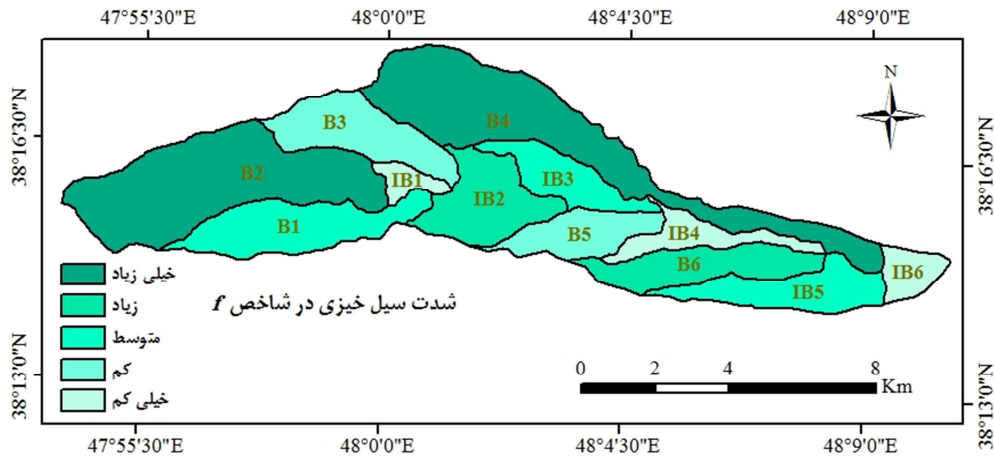 47°55'30"E 48°0'0"E 48°4'30"E 48°9'0"E
N
38°16'30"N
38°16'30"N
B4
B3
B2
IB1
IB3
IB2
B1
B5
IB4
B6
IB6
IB5
خیلی زیاد
زیاد
متوسط
کم
خیلی کم
شدت سیل خیزی در شاخص f
0 2 4 8
Km
38°13'0"N
38°13'0"N
47°55'30"E 48°0'0"E 48°4'30"E 48°9'0"E